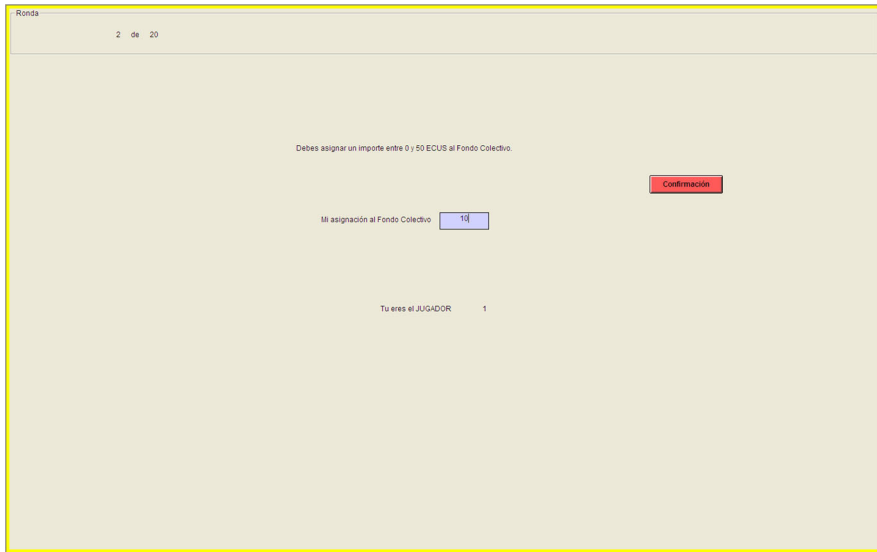 Ronda
2 de 20
Debes asignar un importe entre 0 y 50 ECUS al Fondo Colectivo.
Confirmación
Mi asignación al Fondo Colectivo 10
Tu eres el JUGADOR 1